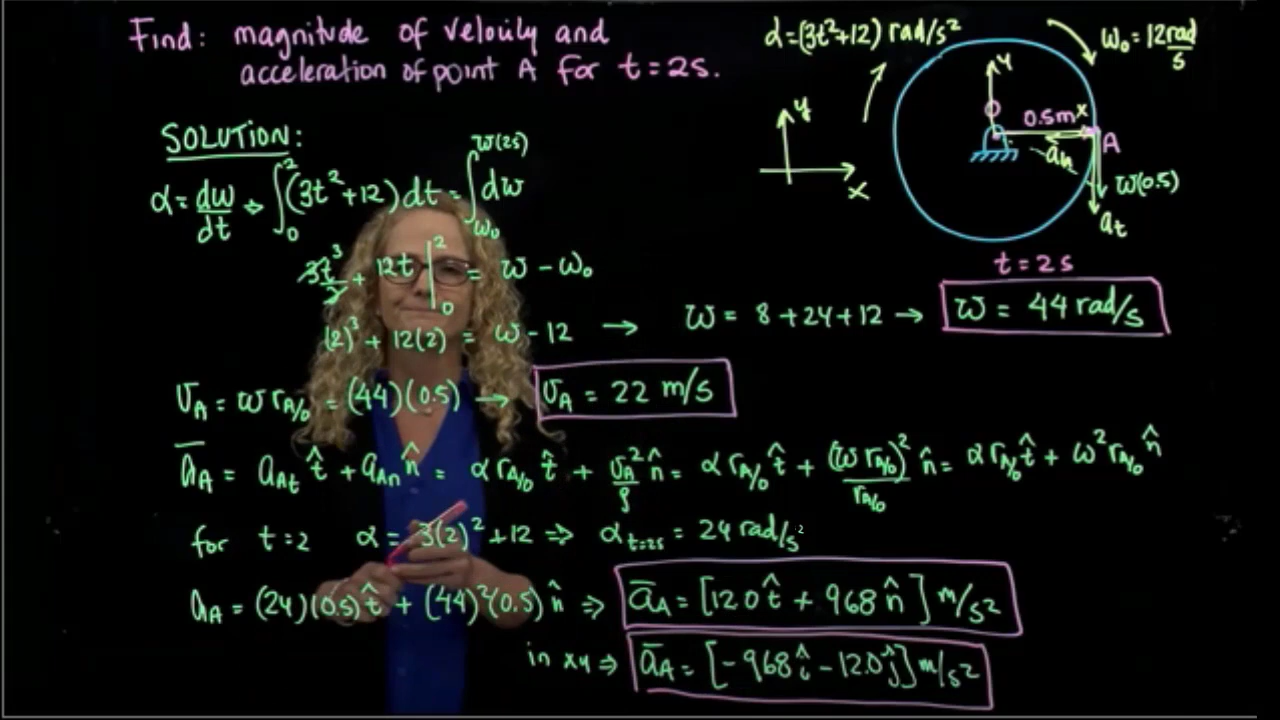 Find: magnitude of velocity and
acceleration of point A for t=2s.
α=(3t²+12) rad/s²
ω₀ = 12 rad/s
y
x
y
x
0.5m
A
aₙ
ω(0.5)
aₜ
t=2s
SOLUTION:
α = dω/dt ⇒ ∫₀² (3t²+12) dt = ∫_ω₀^ω(2s) dω
3t³/3 + 12t |₀² = ω - ω₀
(2)³ + 12(2) = ω - 12 → ω = 8+24+12 → ω = 44 rad/s
v_A = ω r_A/o = (44)(0.5) → v_A = 22 m/s
a̅_A = a_At t̂ + a_An n̂ = α r_A/o t̂ + v_A²/ρ n̂ = α r_A/o t̂ + (ω r_A/o)²/r_A/o n̂ = α r_A/o t̂ + ω² r_A/o n̂
for t=2 α = 3(2)²+12 ⇒ α_t=2s = 24 rad/s²
a_A = (24)(0.5) t̂ + (44)²(0.5) n̂ ⇒ a̅_A = [12.0 t̂ + 968 n̂] m/s²
in xy ⇒ a̅_A = [-968 î - 12.0 ĵ] m/s²